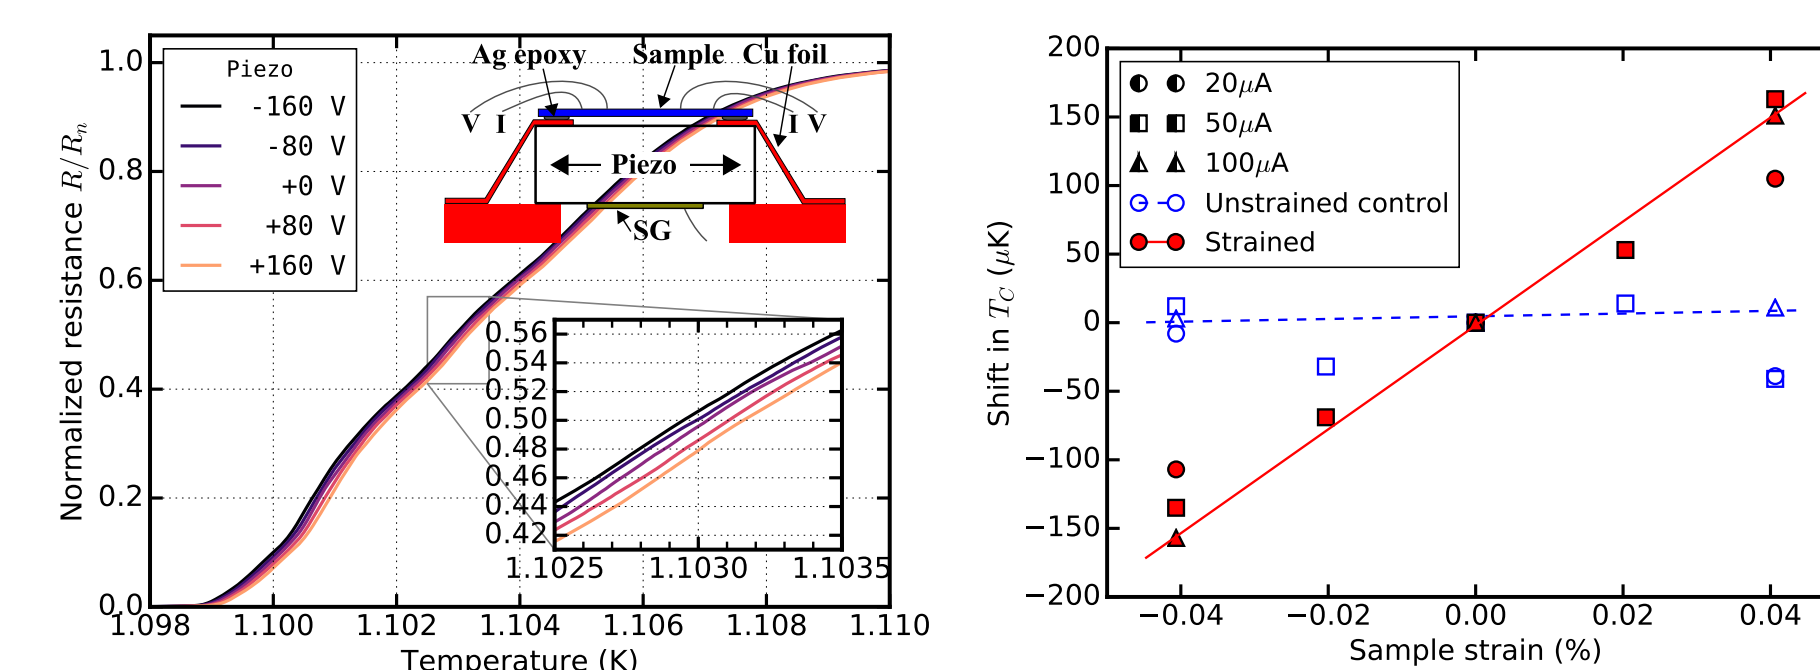 Normalized resistance R/Rn
1.0
0.8
0.6
0.4
0.2
0.0
Piezo
-160 V
-80 V
+0 V
+80 V
+160 V
Ag epoxy Sample Cu foil
V I I V
Piezo
SG
0.56
0.54
0.52
0.50
0.48
0.46
0.44
0.42
1.1025 1.1030 1.1035
1.098 1.100 1.102 1.104 1.106 1.108 1.110
Temperature (K)
Shift in TC (μK)
200
150
100
50
0
−50
−100
−150
−200
20μA
50μA
100μA
Unstrained control
Strained
−0.04 −0.02 0.00 0.02 0.04
Sample strain (%)